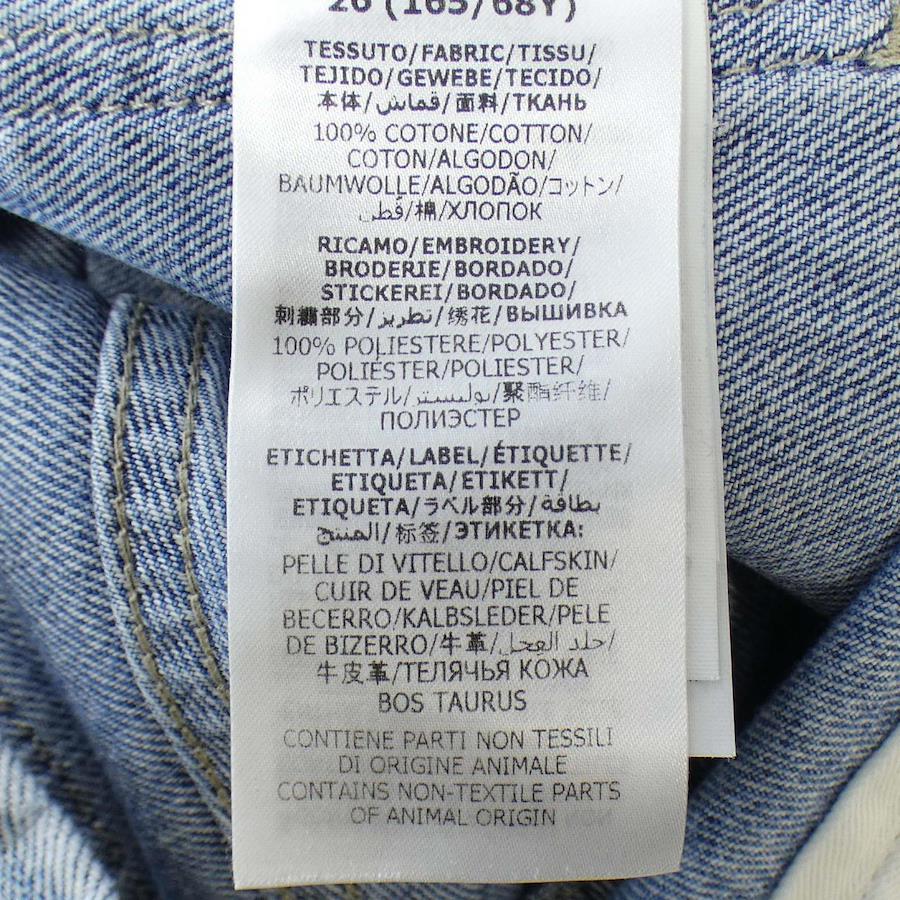 26 (165/68Y)
TESSUTO/FABRIC/TISSU/
TEJIDO/GEWEBE/TECIDO/
本体/قماش/面料/ТКАНЬ
100% COTONE/COTTON/
COTON/ALGODON/
BAUMWOLLE/ALGODÃO/コットン/
قطن/棉/ХЛОПОК
RICAMO/EMBROIDERY/
BRODERIE/BORDADO/
STICKEREI/BORDADO/
刺繍部分/تطريز/绣花/ВЫШИВКА
100% POLIESTERE/POLYESTER/
POLIÉSTER/POLIESTER/
ポリエステル/بوليستر/聚酯纤维/
ПОЛИЭСТЕР
ETICHETTA/LABEL/ÉTIQUETTE/
ETIQUETA/ETIKETT/
ETIQUETA/ラベル部分/بطاقة
المنتج/标签/ЭТИКЕТКА:
PELLE DI VITELLO/CALFSKIN/
CUIR DE VEAU/PIEL DE
BECERRO/KALBSLEDER/PELE
DE BIZERRO/牛革/جلد العجل/
牛皮革/ТЕЛЯЧЬЯ КОЖА
BOS TAURUS
CONTIENE PARTI NON TESSILI
DI ORIGINE ANIMALE
CONTAINS NON-TEXTILE PARTS
OF ANIMAL ORIGIN